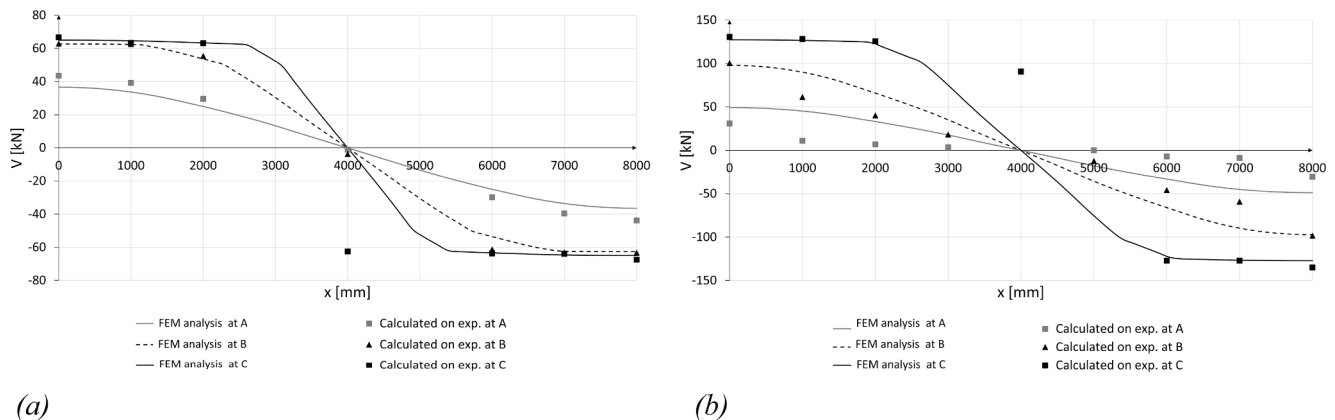 80
60
40
20
0
-20
-40
-60
-80
V [kN]
0 1000 2000 3000 4000 5000 6000 7000 8000
x [mm]
FEM analysis at A
FEM analysis at B
FEM analysis at C
Calculated on exp. at A
Calculated on exp. at B
Calculated on exp. at C
(a)
150
100
50
0
-50
-100
-150
V [kN]
0 1000 2000 3000 4000 5000 6000 7000 8000
x [mm]
FEM analysis at A
FEM analysis at B
FEM analysis at C
Calculated on exp. at A
Calculated on exp. at B
Calculated on exp. at C
(b)